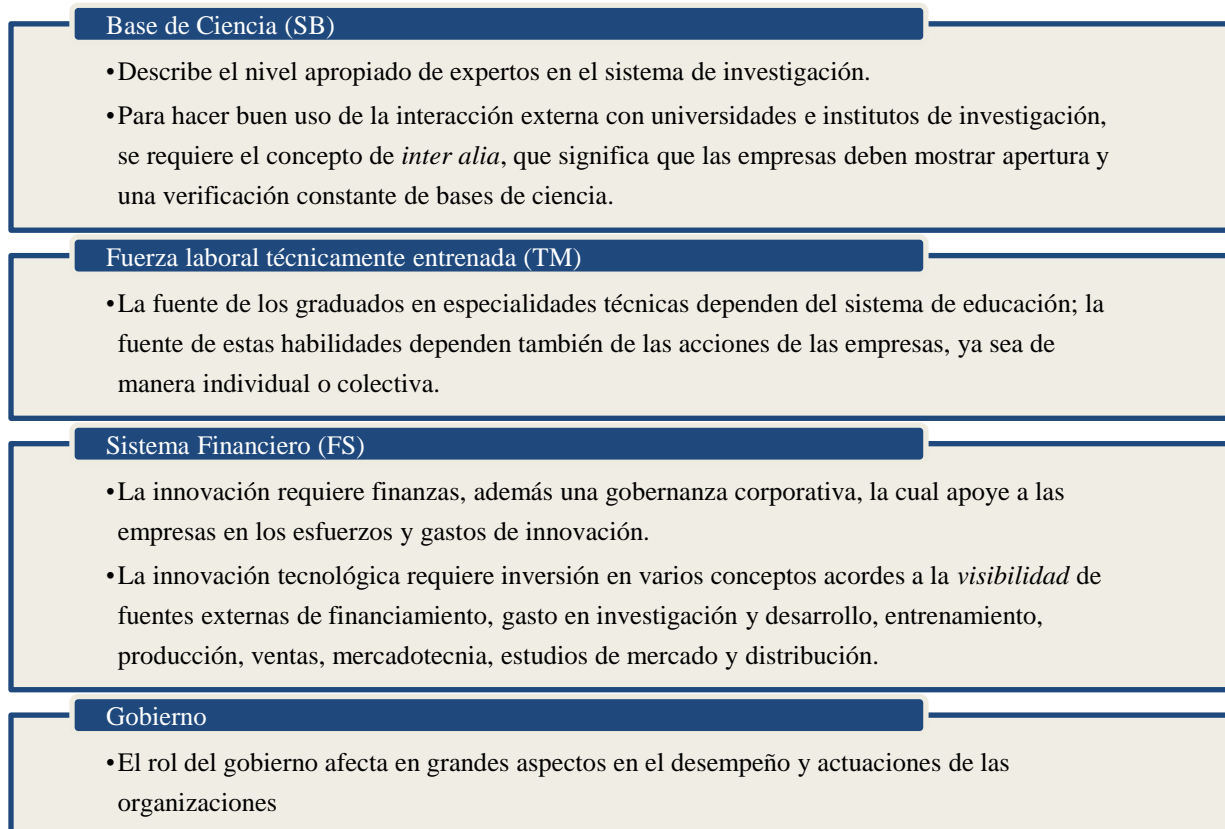 Base de Ciencia (SB)
•Describe el nivel apropiado de expertos en el sistema de investigación.
•Para hacer buen uso de la interacción externa con universidades e institutos de investigación,
se requiere el concepto de inter alia, que significa que las empresas deben mostrar apertura y
una verificación constante de bases de ciencia.
Fuerza laboral técnicamente entrenada (TM)
•La fuente de los graduados en especialidades técnicas dependen del sistema de educación; la
fuente de estas habilidades dependen también de las acciones de las empresas, ya sea de
manera individual o colectiva.
Sistema Financiero (FS)
•La innovación requiere finanzas, además una gobernanza corporativa, la cual apoye a las
empresas en los esfuerzos y gastos de innovación.
•La innovación tecnológica requiere inversión en varios conceptos acordes a la visibilidad de
fuentes externas de financiamiento, gasto en investigación y desarrollo, entrenamiento,
producción, ventas, mercadotecnia, estudios de mercado y distribución.
Gobierno
•El rol del gobierno afecta en grandes aspectos en el desempeño y actuaciones de las
organizaciones